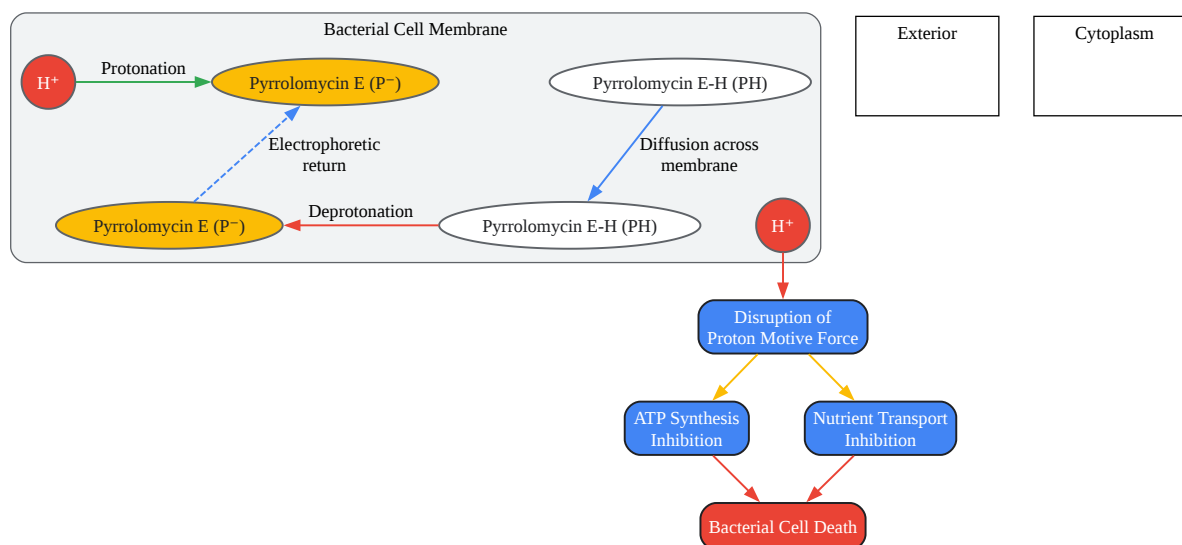 Bacterial Cell Membrane
Exterior
Cytoplasm
H⁺
Protonation
Pyrrolomycin E (P⁻)
Pyrrolomycin E-H (PH)
Electrophoretic
return
Diffusion across
membrane
Pyrrolomycin E (P⁻)
Deprotonation
Pyrrolomycin E-H (PH)
H⁺
Disruption of
Proton Motive Force
ATP Synthesis
Inhibition
Nutrient Transport
Inhibition
Bacterial Cell Death